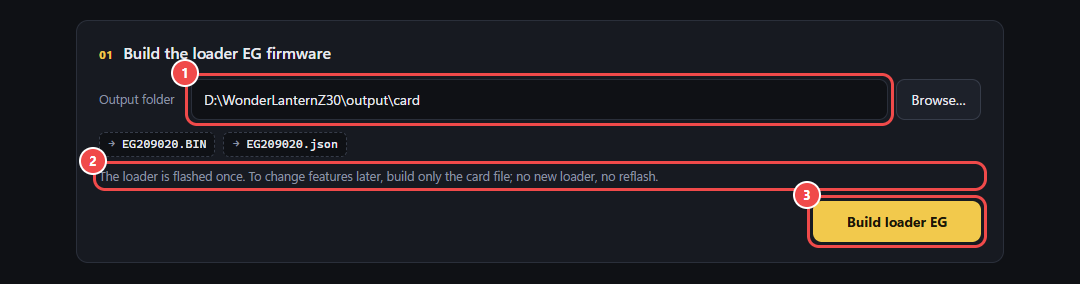 01 Build the loader EG firmware
1
Output folder D:\WonderLanternZ30\output\card Browse...
→ EG209020.BIN → EG209020.json
2
The loader is flashed once. To change features later, build only the card file; no new loader, no reflash.
3
Build loader EG